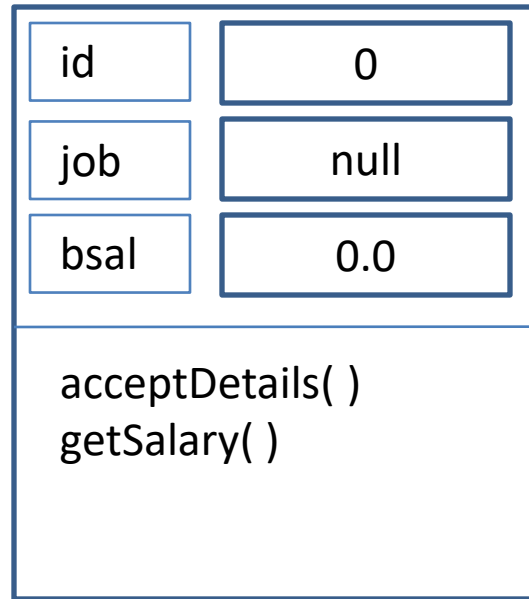 id 0
job null
bsal 0.0
acceptDetails( )
getSalary( )